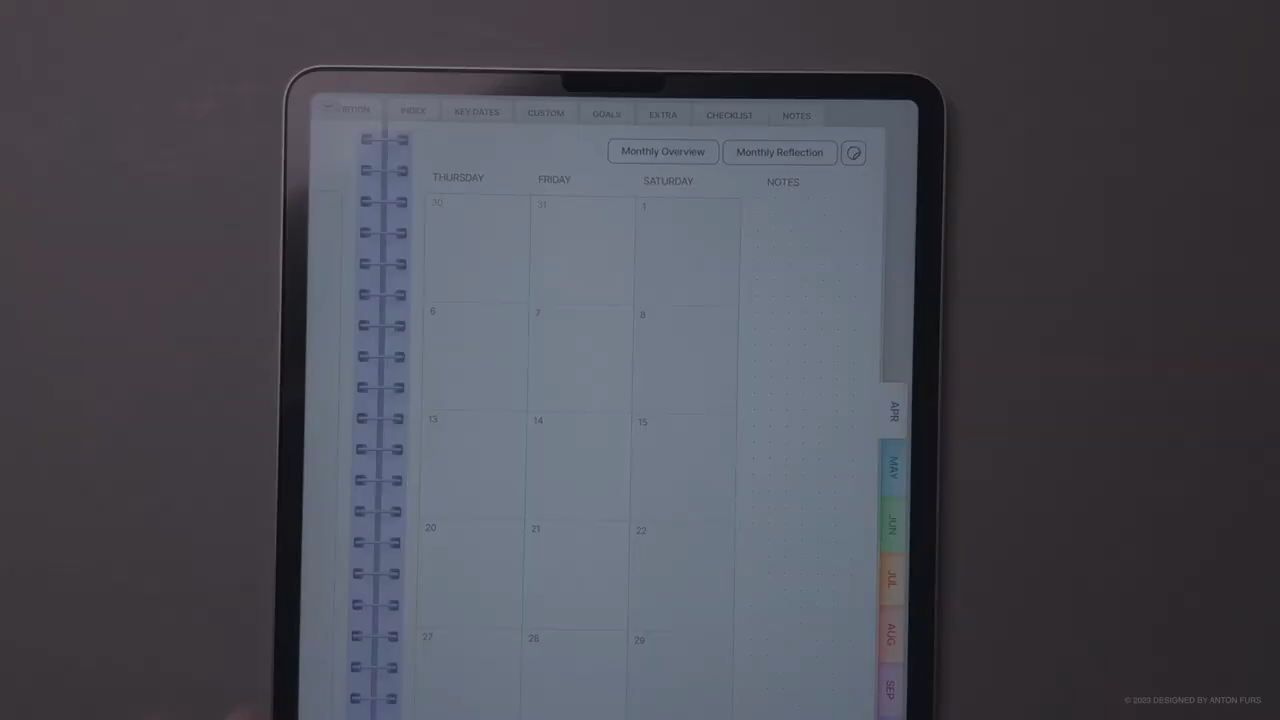 INDEX
KEY DATES
CUSTOM
GOALS
EXTRA
CHECKLIST
NOTES
Monthly Overview
Monthly Reflection
THURSDAY
FRIDAY
SATURDAY
NOTES
30
31
1
6
7
8
13
14
15
20
21
22
27
28
29
APR
MAY
JUN
JUL
AUG
SEP
© 2023 DESIGNED BY ANTON FURS